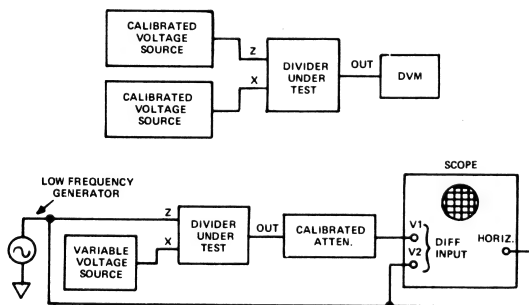 CALIBRATED
VOLTAGE
SOURCE
Z
DIVIDER
UNDER
TEST
OUT
DVM
X
CALIBRATED
VOLTAGE
SOURCE
SCOPE
LOW FREQUENCY
GENERATOR
Z
DIVIDER
UNDER
TEST
OUT
CALIBRATED
ATTEN.
V1
DIFF
INPUT
HORIZ.
V2
X
VARIABLE
VOLTAGE
SOURCE